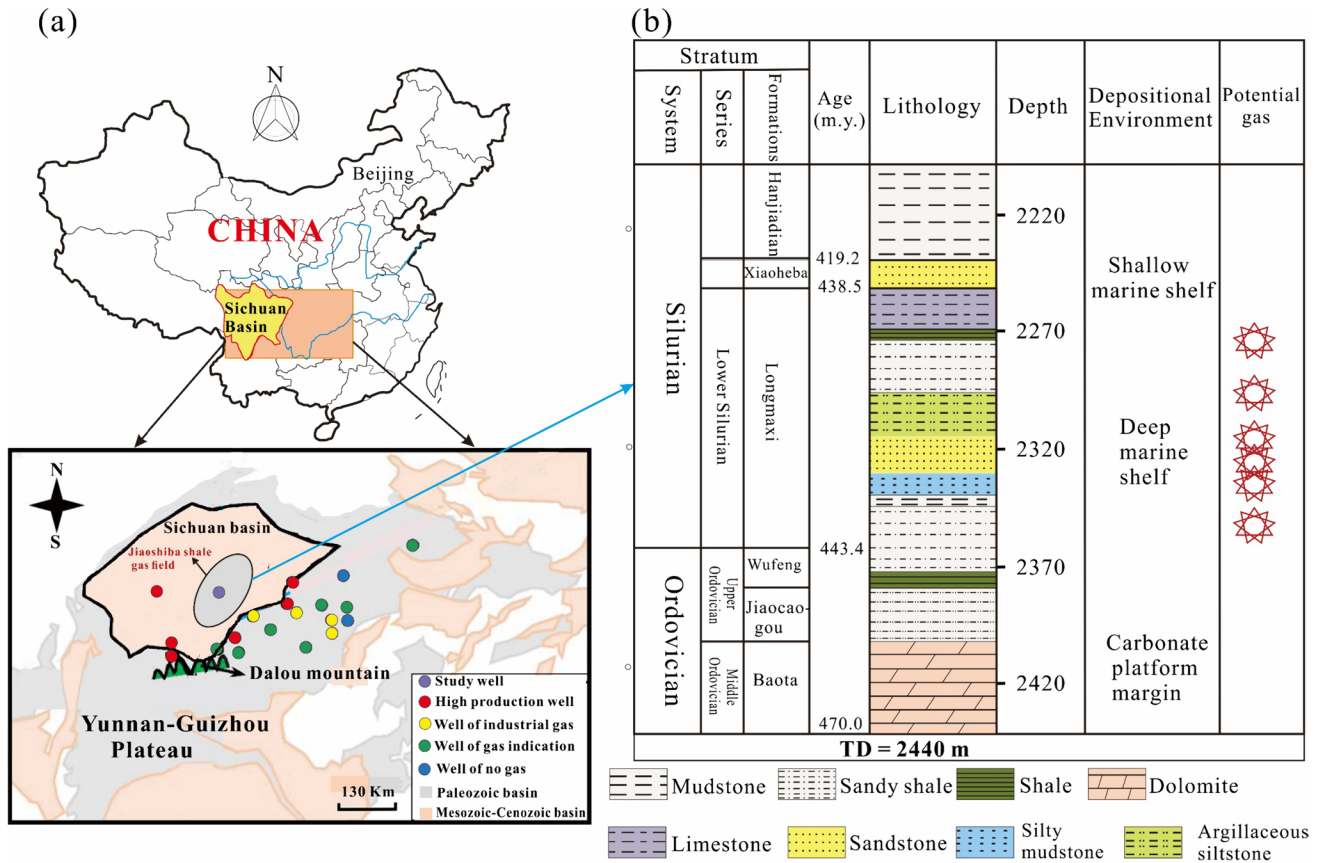 (a)
N
Beijing
CHINA
Sichuan
Basin
N
S
Sichuan basin
Jiaoshiba shale
gas field
Dalou mountain
Yunnan-Guizhou
Plateau
Study well
High production well
Well of industrial gas
Well of gas indication
Well of no gas
Paleozoic basin
Mesozoic-Cenozoic basin
130 Km
(b)
Stratum
System
Series
Formations
Age
(m.y.)
Lithology
Depth
Depositional
Environment
Potential
gas
Silurian
Ordovician
Lower Silurian
Upper
Ordovician
Middle
Ordovician
Hanjiadian
Xiaoheba
Longmaxi
Wufeng
Jiaocao-
gou
Baota
419.2
438.5
443.4
470.0
2220
2270
2320
2370
2420
Shallow
marine shelf
Deep
marine
shelf
Carbonate
platform
margin
TD = 2440 m
Mudstone
Sandy shale
Shale
Dolomite
Limestone
Sandstone
Silty
mudstone
Argillaceous
siltstone